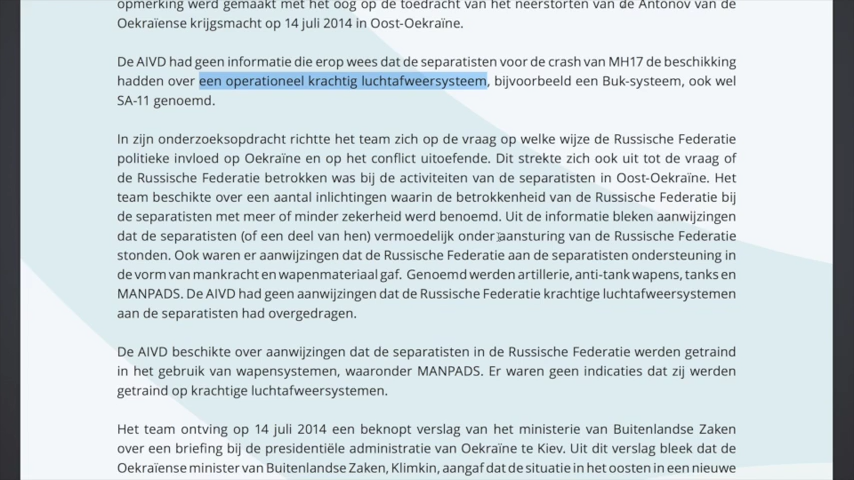 opmerking werd gemaakt met het oog op de toedracht van het neerstorten van de Antonov van de
Oekraïense krijgsmacht op 14 juli 2014 in Oost-Oekraïne.
De AIVD had geen informatie die erop wees dat de separatisten voor de crash van MH17 de beschikking
hadden over een operationeel krachtig luchtafweersysteem, bijvoorbeeld een Buk-systeem, ook wel
SA-11 genoemd.
In zijn onderzoeksopdracht richtte het team zich op de vraag op welke wijze de Russische Federatie
politieke invloed op Oekraïne en op het conflict uitoefende. Dit strekte zich ook uit tot de vraag of
de Russische Federatie betrokken was bij de activiteiten van de separatisten in Oost-Oekraïne. Het
team beschikte over een aantal inlichtingen waarin de betrokkenheid van de Russische Federatie bij
de separatisten met meer of minder zekerheid werd benoemd. Uit de informatie bleken aanwijzingen
dat de separatisten (of een deel van hen) vermoedelijk onder aansturing van de Russische Federatie
stonden. Ook waren er aanwijzingen dat de Russische Federatie aan de separatisten ondersteuning in
de vorm van mankracht en wapenmateriaal gaf. Genoemd werden artillerie, anti-tank wapens, tanks en
MANPADS. De AIVD had geen aanwijzingen dat de Russische Federatie krachtige luchtafweersystemen
aan de separatisten had overgedragen.
De AIVD beschikte over aanwijzingen dat de separatisten in de Russische Federatie werden getraind
in het gebruik van wapensystemen, waaronder MANPADS. Er waren geen indicaties dat zij werden
getraind op krachtige luchtafweersystemen.
Het team ontving op 14 juli 2014 een beknopt verslag van het ministerie van Buitenlandse Zaken
over een briefing bij de presidentiële administratie van Oekraïne te Kiev. Uit dit verslag bleek dat de
Oekraïense minister van Buitenlandse Zaken, Klimkin, aangaf dat de situatie in het oosten in een nieuwe